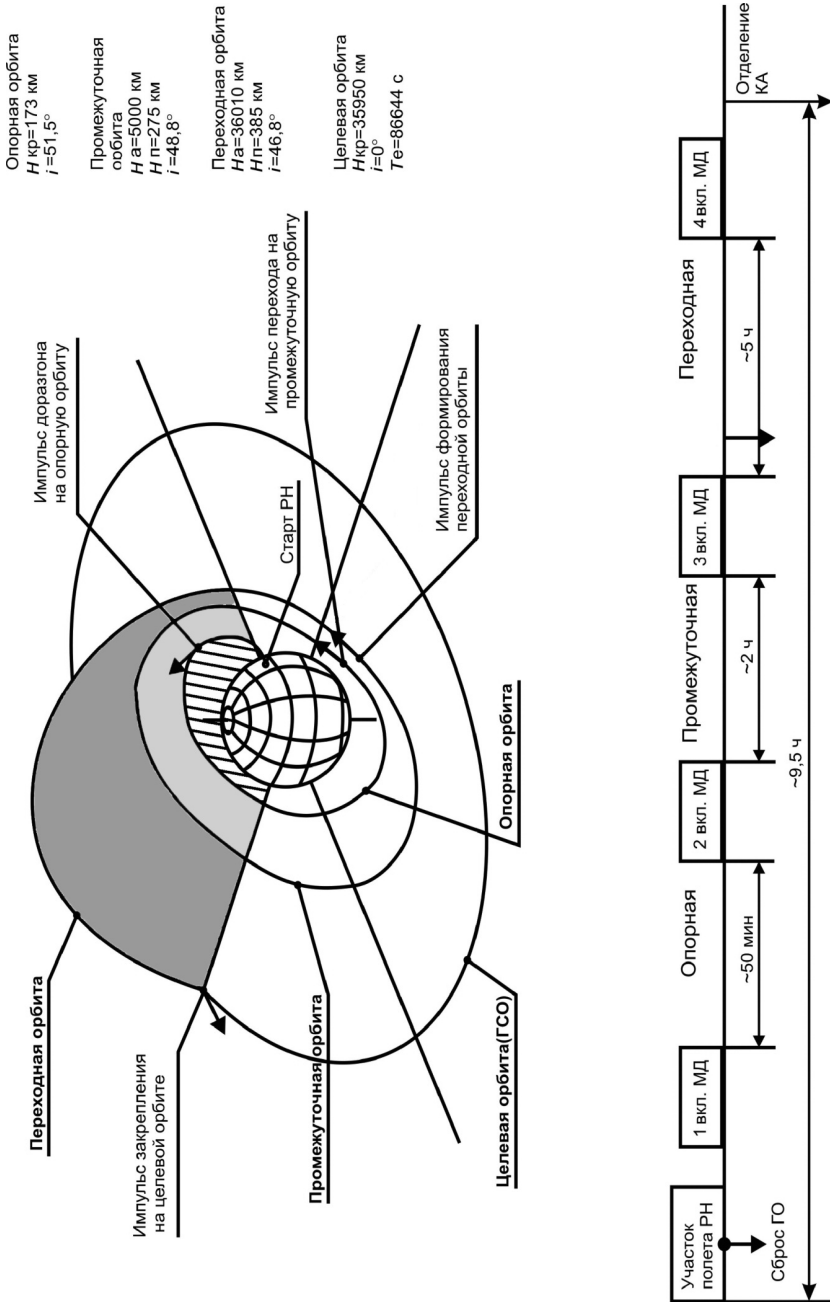 Опорная орбита
Hкр=173 км
i=51,5°
Промежуточная
орбита
Hа=5000 км
Hп=275 км
i=48,8°
Переходная орбита
Hа=36010 км
Hп=385 км
i=46,8°
Целевая орбита
Hкр=35950 км
i=0°
Tе=86644 с
Переходная орбита
Импульс закрепления
на целевой орбите
Промежуточная орбита
Целевая орбита(ГСО)
Опорная орбита
Импульс доразгона
на опорную орбиту
Старт РН
Импульс перехода на
промежуточную орбиту
Импульс формирования
переходной орбиты
Участок
полета РН
Сброс ГО
1 вкл. МД
Опорная
~50 мин
2 вкл. МД
Промежуточная
~2 ч
3 вкл. МД
Переходная
~5 ч
4 вкл. МД
Отделение
КА
~9,5 ч